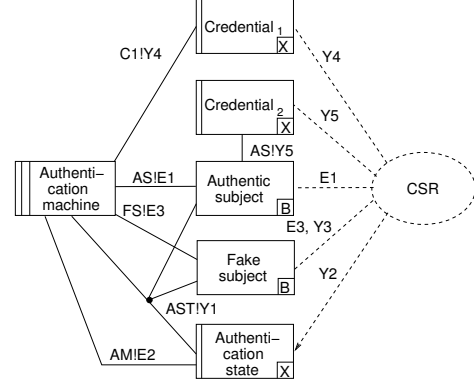 Credential 1
X
C1!Y4
Y4
Credential 2
X
Y5
AS!Y5
Authenti–
cation
machine
AS!E1
Authentic
subject
B
E1
CSR
FS!E3
E3, Y3
Fake
subject
B
Y2
AST!Y1
Authenti–
cation
state
X
AM!E2